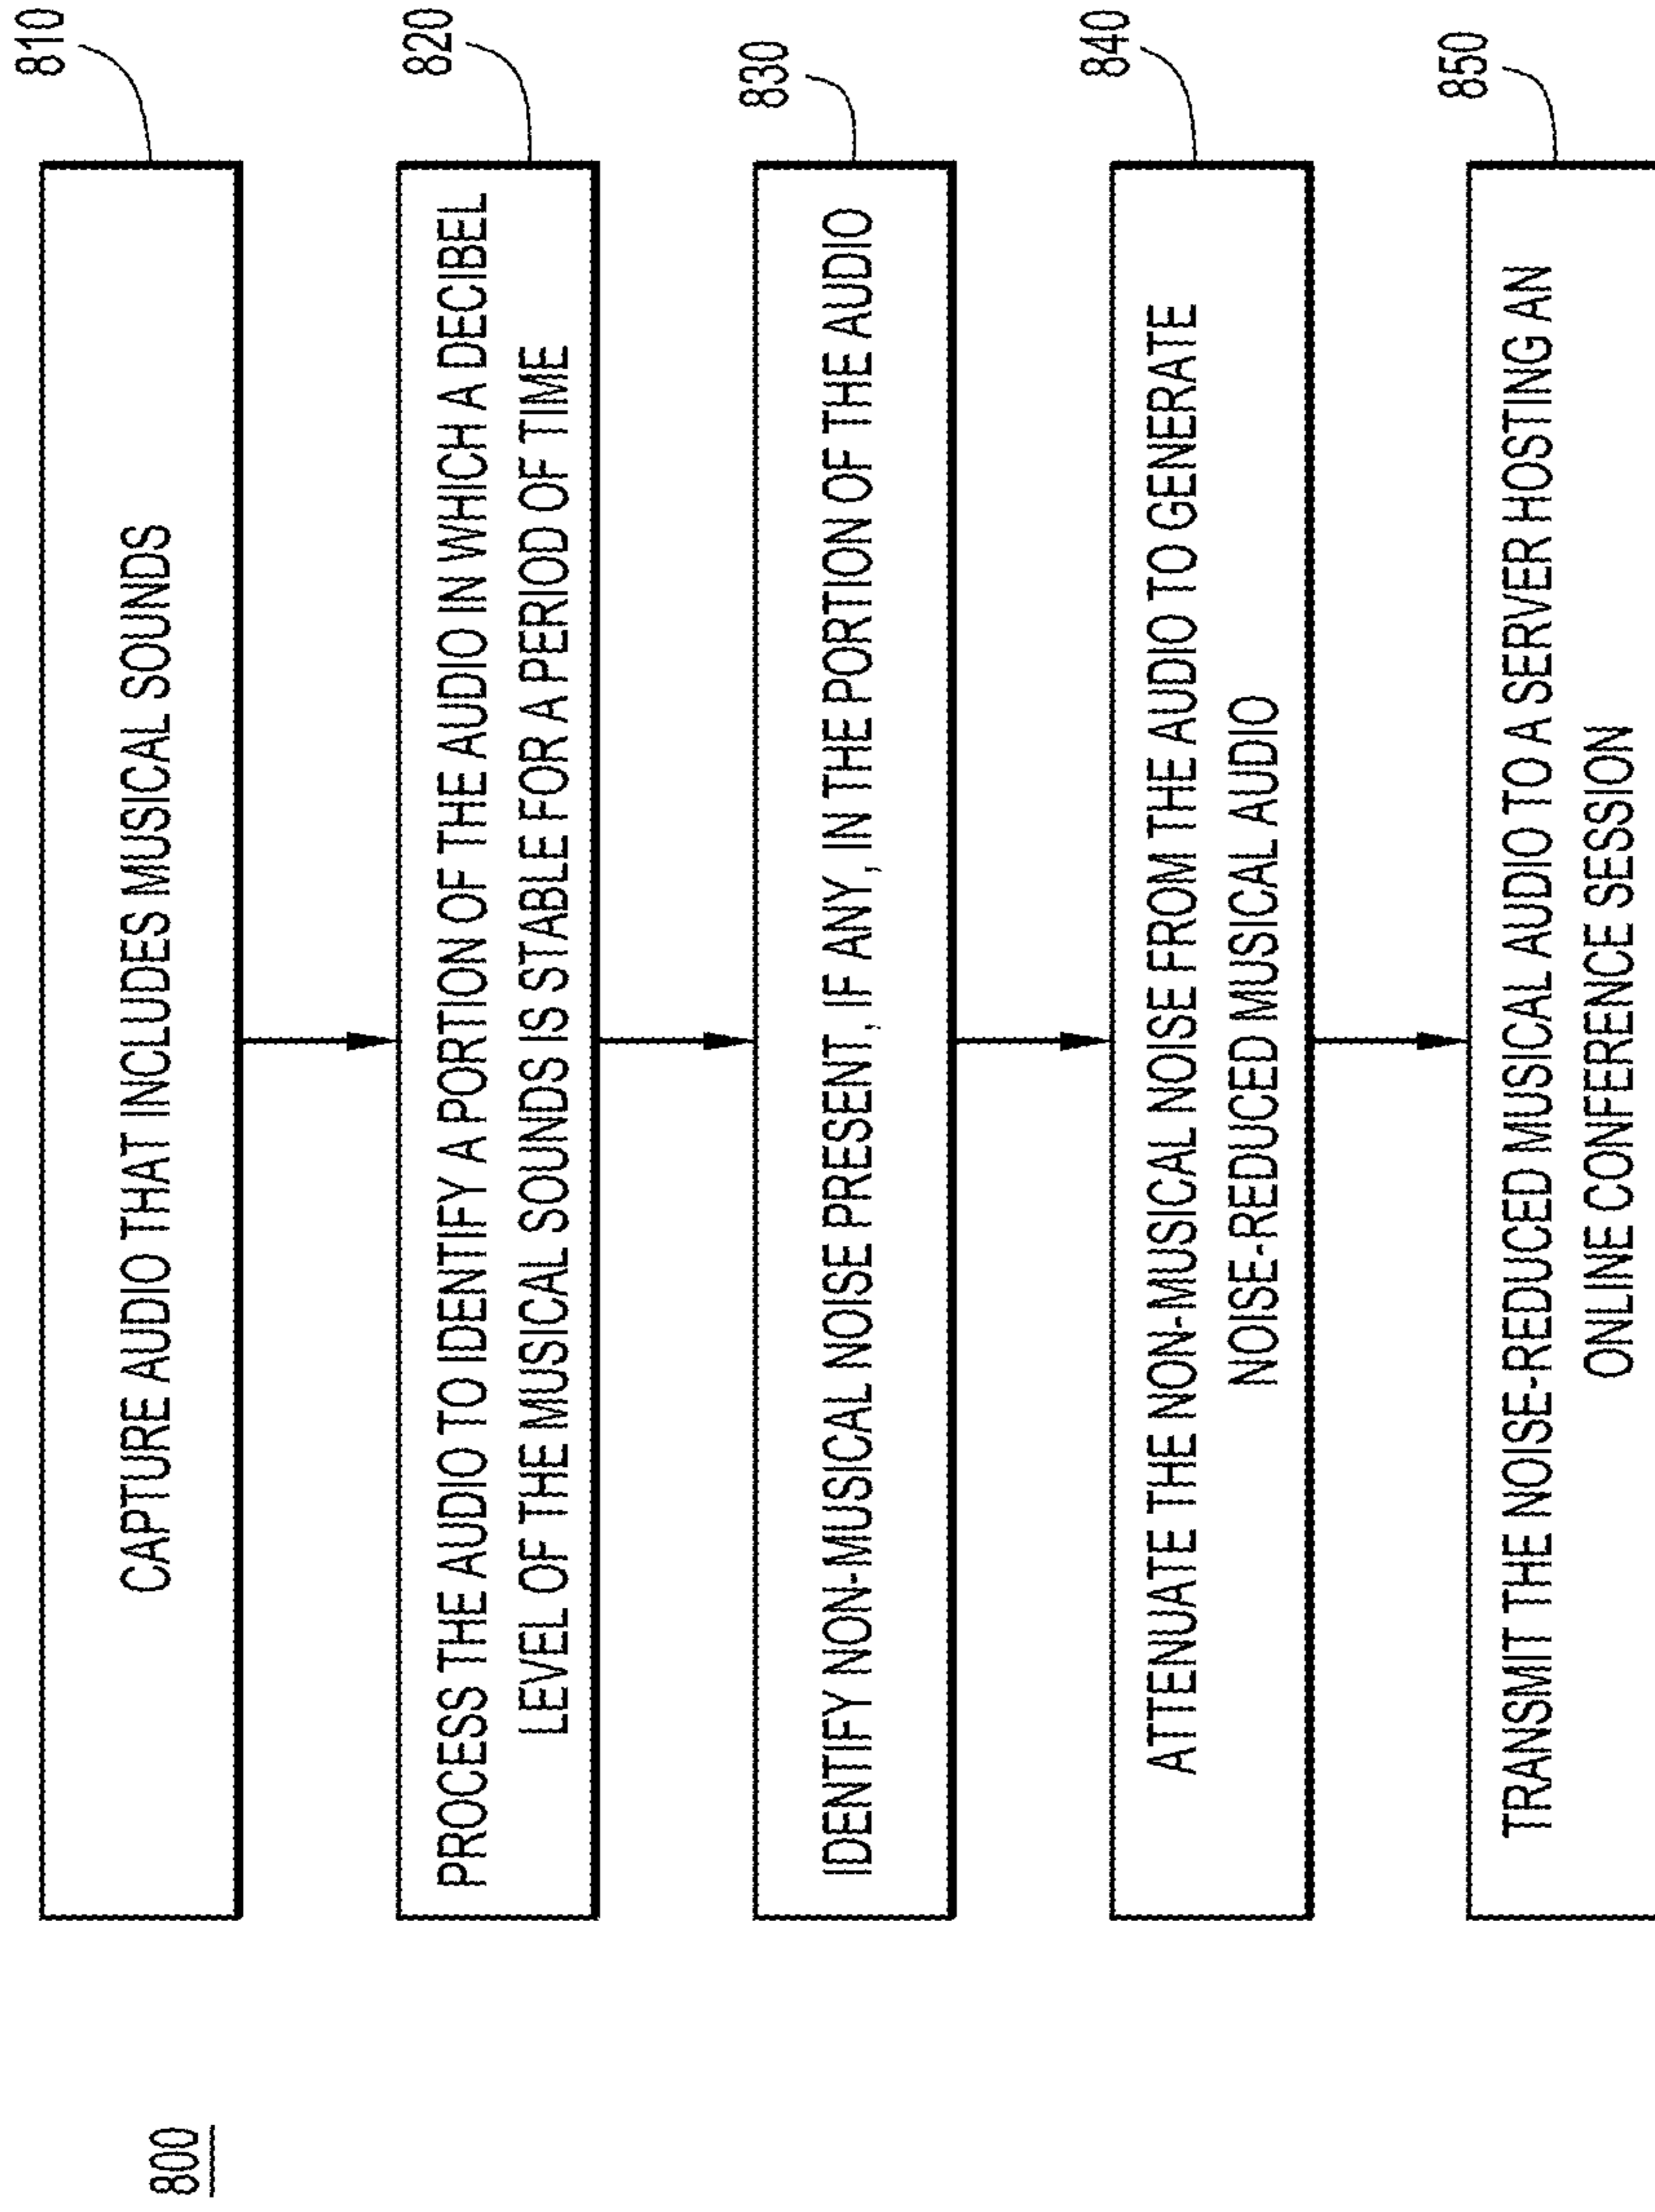 800
810
CAPTURE AUDIO THAT INCLUDES MUSICAL SOUNDS
820
PROCESS THE AUDIO TO IDENTIFY A PORTION OF THE AUDIO IN WHICH A DECIBEL
LEVEL OF THE MUSICAL SOUNDS IS STABLE FOR A PERIOD OF TIME
830
IDENTIFY NON-MUSICAL NOISE PRESENT, IF ANY, IN THE PORTION OF THE AUDIO
840
ATTENUATE THE NON-MUSICAL NOISE FROM THE AUDIO TO GENERATE
NOISE-REDUCED MUSICAL AUDIO
850
TRANSMIT THE NOISE-REDUCED MUSICAL AUDIO TO A SERVER HOSTING AN
ONLINE CONFERENCE SESSION